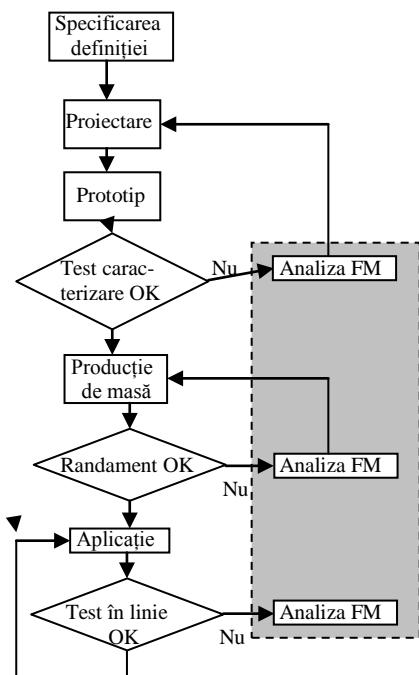 Specificarea
definiției
Proiectare
Prototip
Test carac-
terizare OK
Nu
Analiza FM
Producție
de masă
Randament OK
Nu
Analiza FM
Aplicație
Test în linie
OK
Nu
Analiza FM